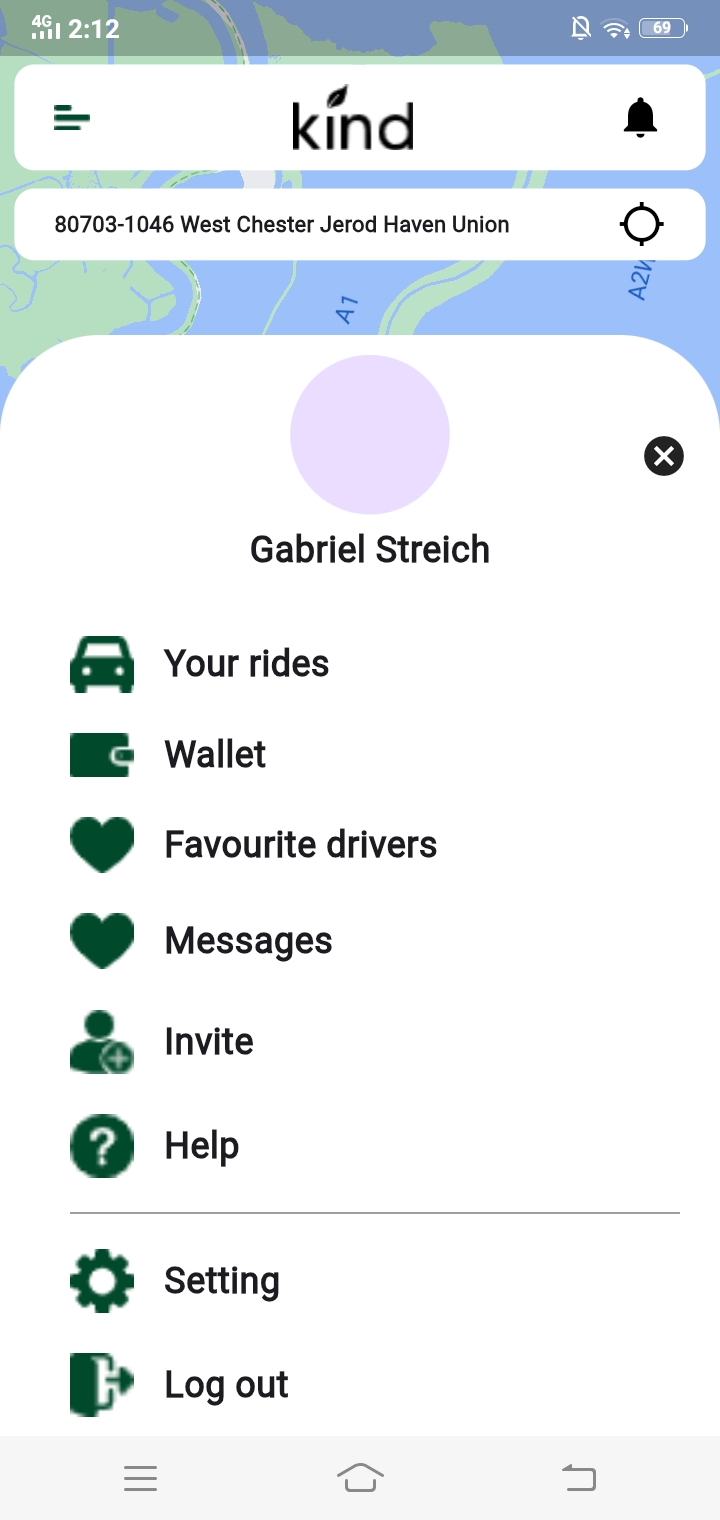 4G 2:12 69
kind
80703-1046 West Chester Jerod Haven Union
A1
Gabriel Streich
Your rides
Wallet
Favourite drivers
Messages
Invite
Help
Setting
Log out